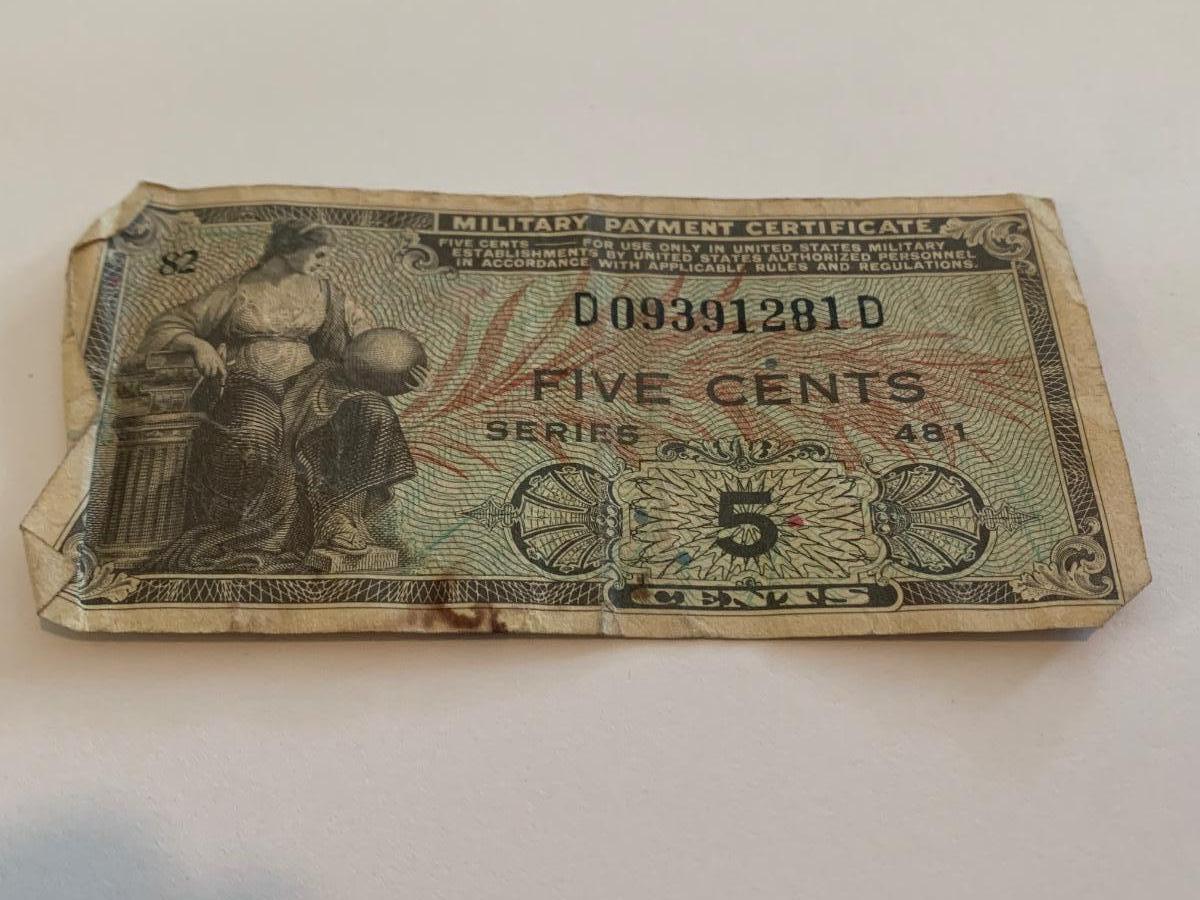 MILITARY PAYMENT CERTIFICATE
FIVE CENTS — FOR USE ONLY IN UNITED STATES MILITARY
ESTABLISHMENTS BY UNITED STATES AUTHORIZED PERSONNEL
IN ACCORDANCE WITH APPLICABLE RULES AND REGULATIONS.
82
D09391281D
FIVE CENTS
SERIES 481
5
CENTS